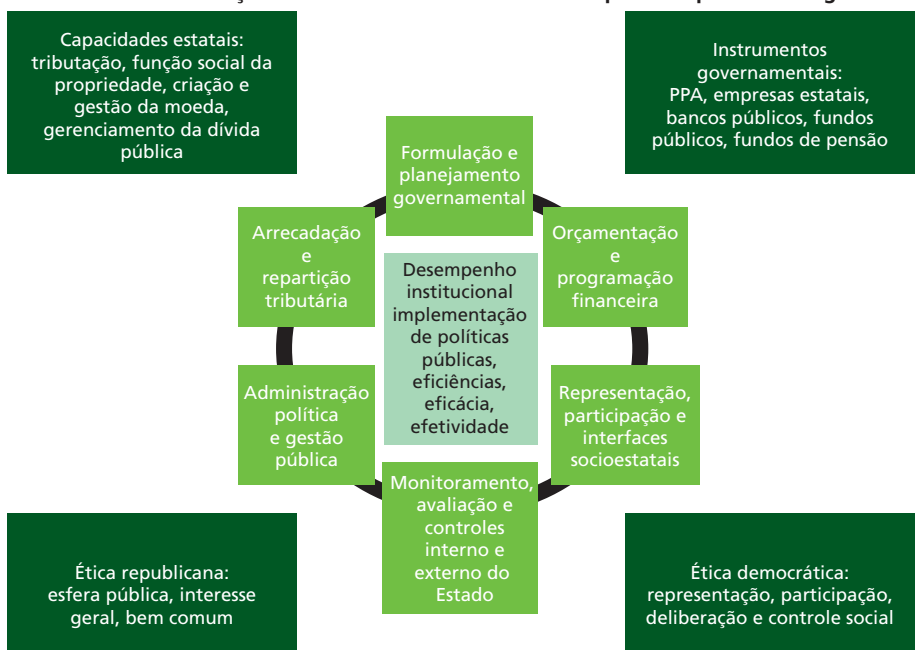 Capacidades estatais:
tributação, função social da
propriedade, criação e
gestão da moeda,
gerenciamento da dívida
pública
Instrumentos
governamentais:
PPA, empresas estatais,
bancos públicos, fundos
públicos, fundos de pensão
Formulação e
planejamento
governamental
Arrecadação
e
repartição
tributária
Desempenho
institucional
implementação
de políticas
públicas,
eficiências,
eficácia,
efetividade
Orçamentação
e
programação
financeira
Administração
política
e gestão
pública
Representação,
participação e
interfaces
socioestatais
Monitoramento,
avaliação e
controles
interno e
externo do
Estado
Ética republicana:
esfera pública, interesse
geral, bem comum
Ética democrática:
representação, participação,
deliberação e controle social